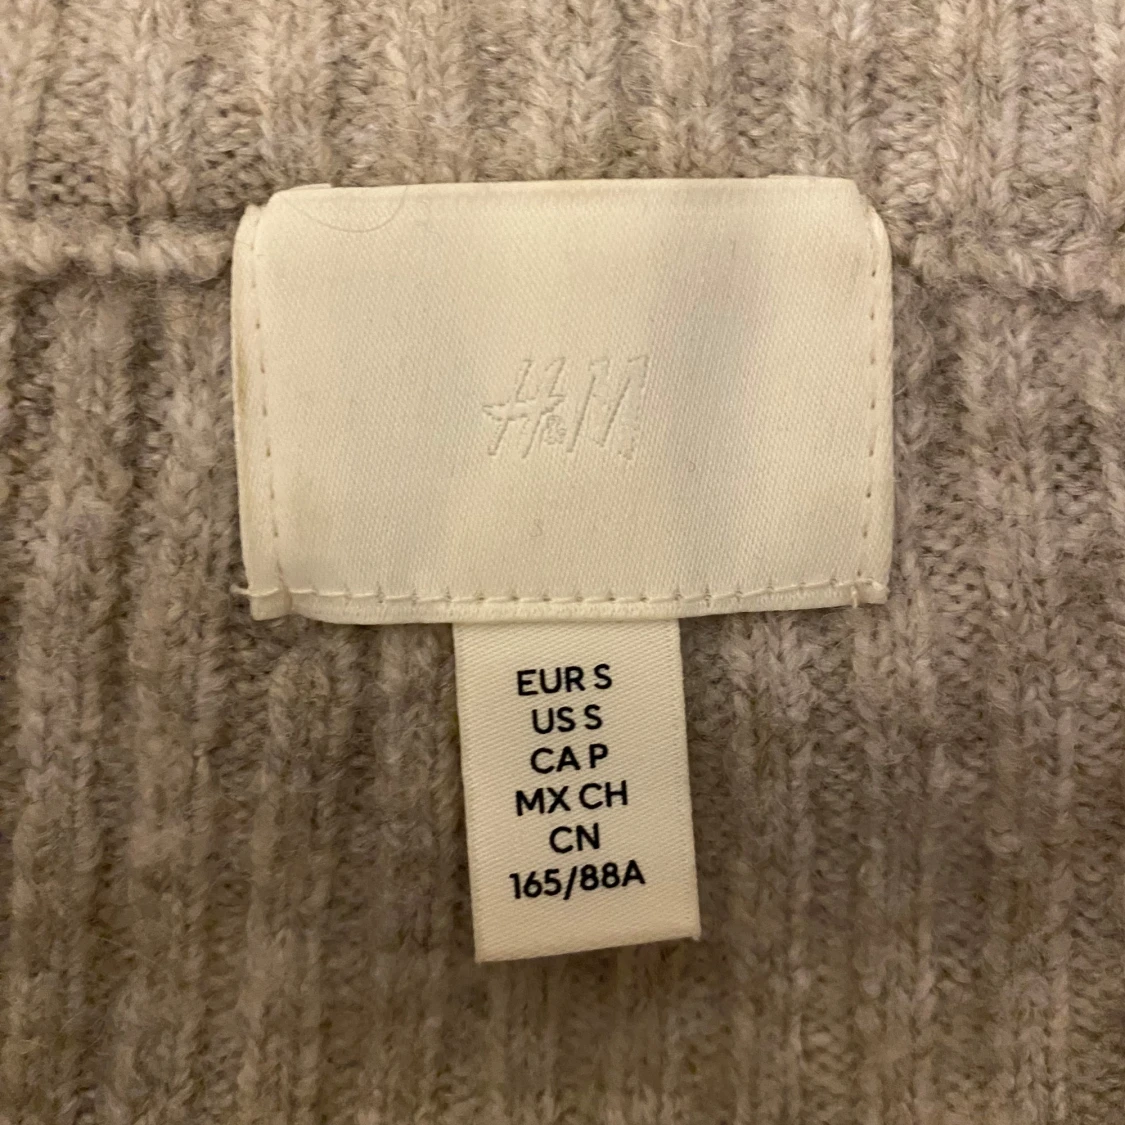 H&M
EUR S
US S
CA P
MX CH
CN
165/88A